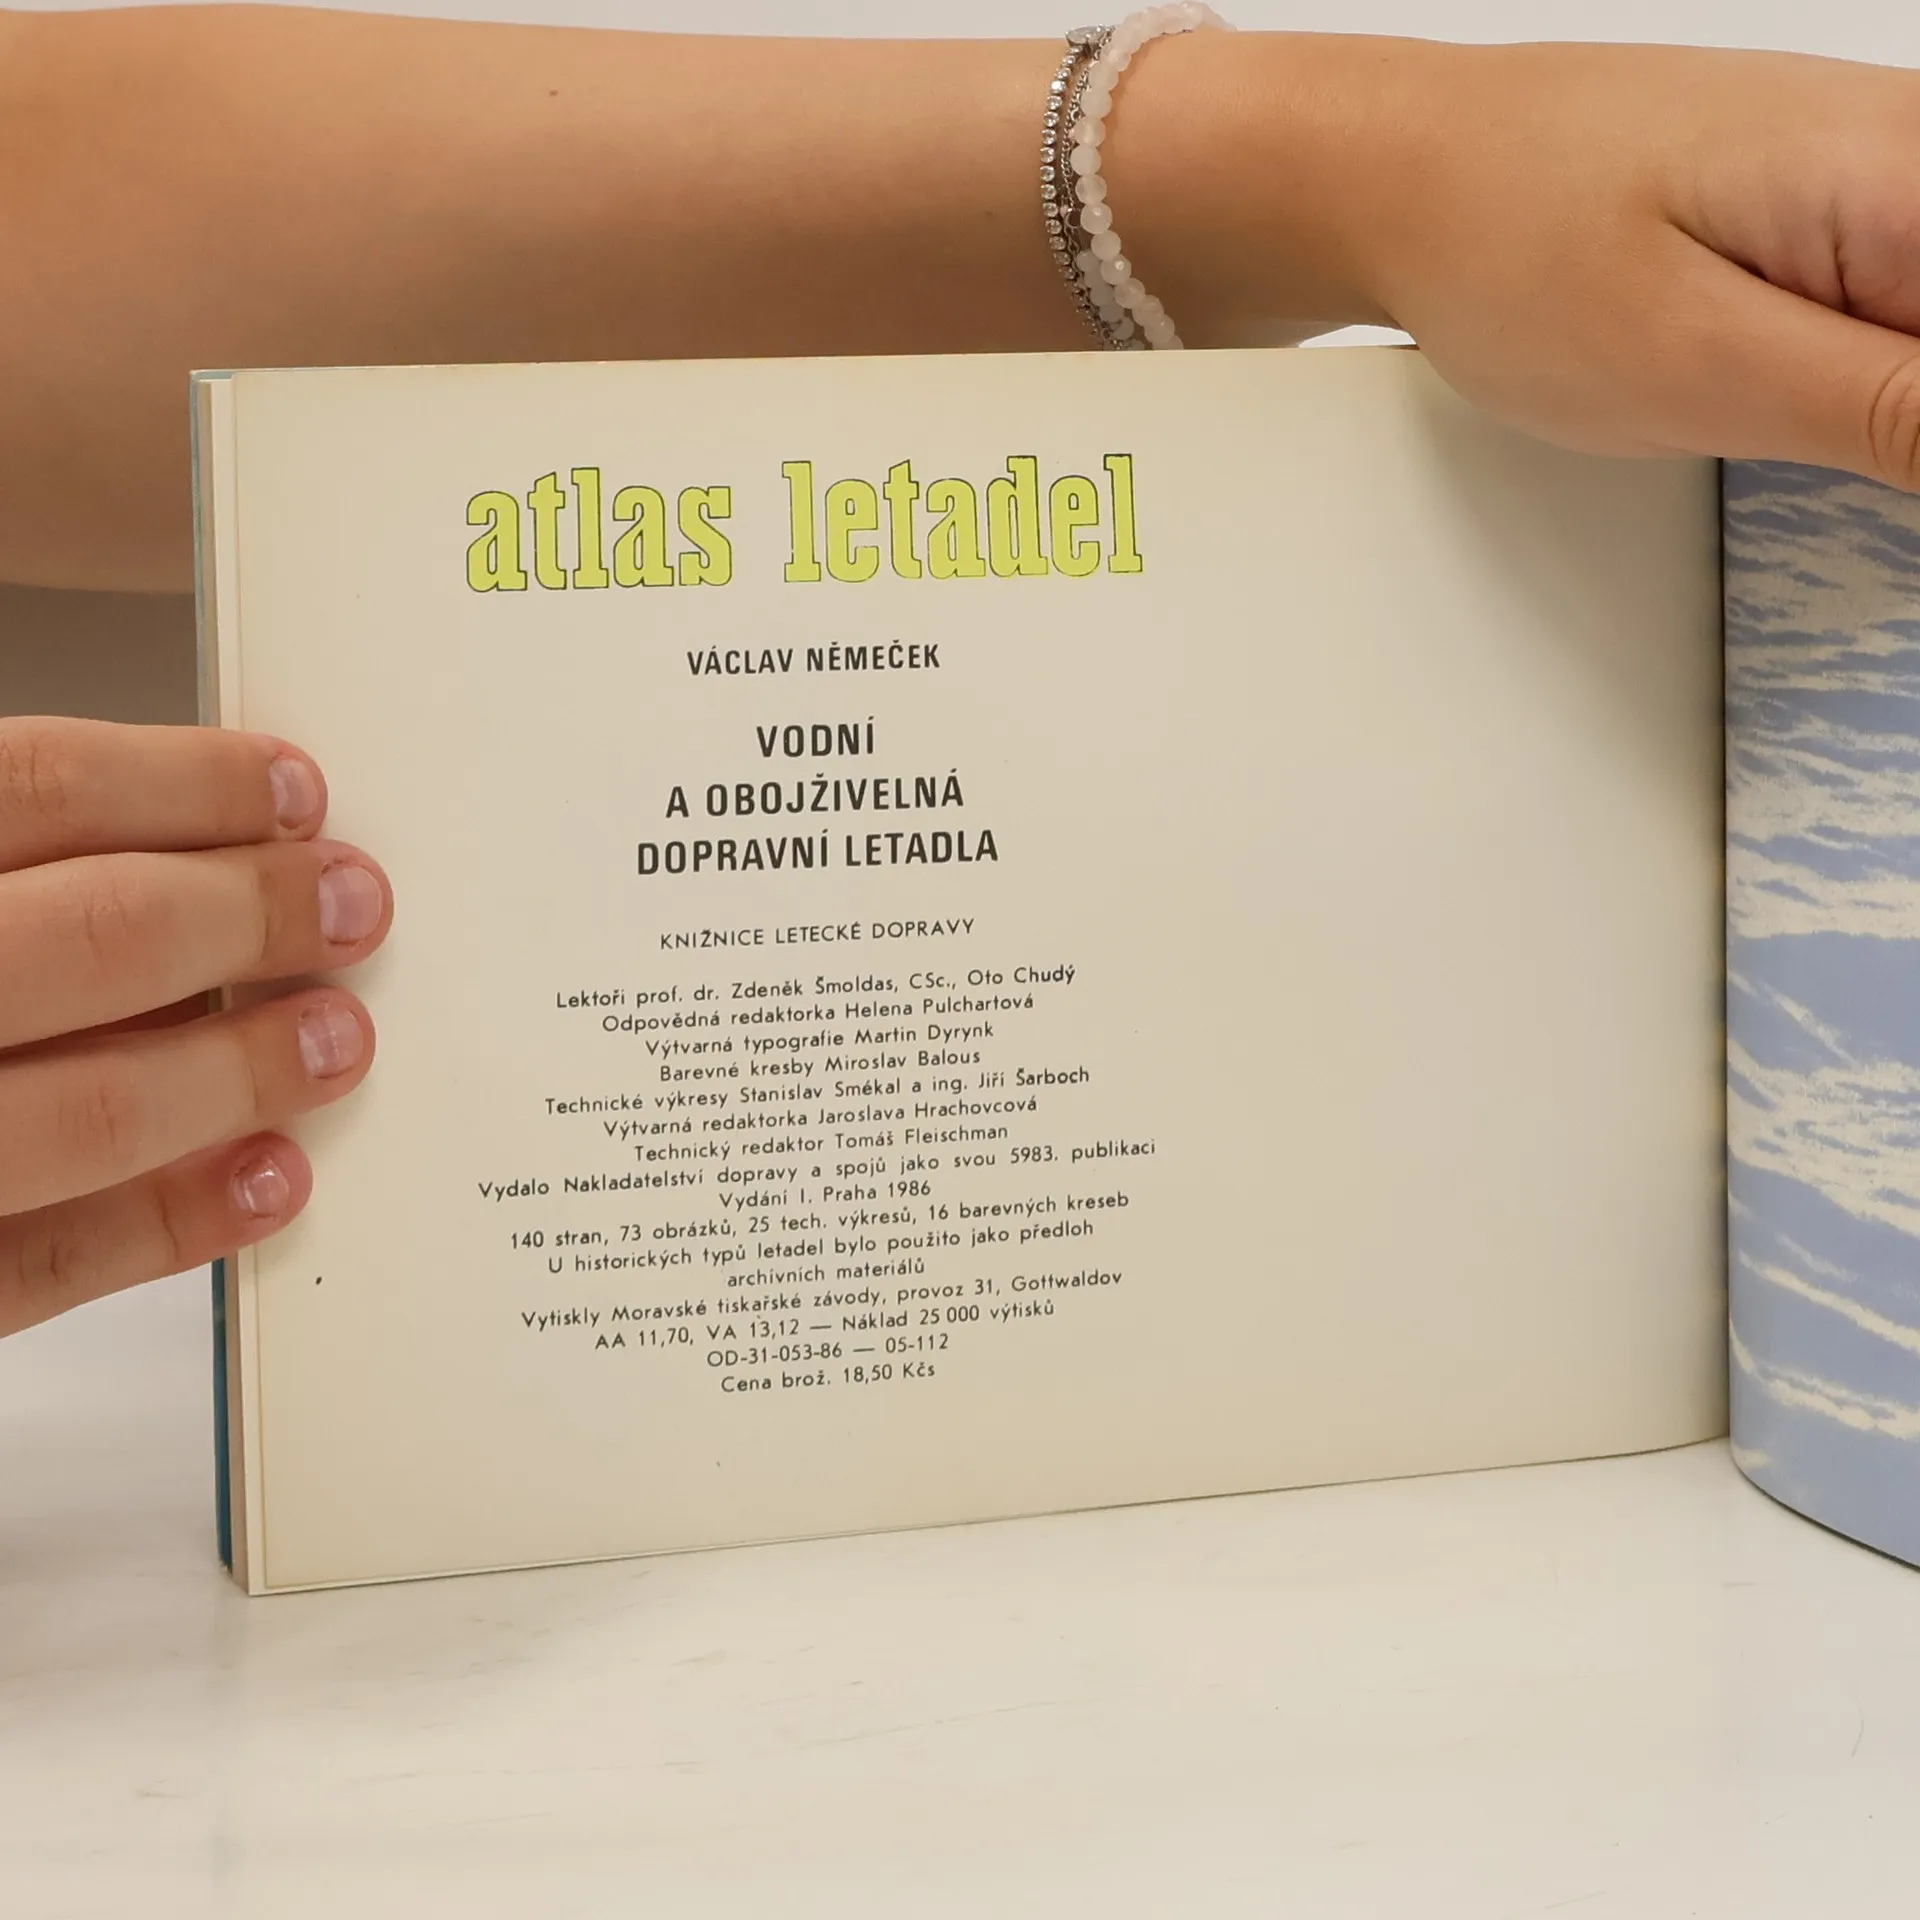 atlas letadel
VÁCLAV NĚMEČEK
VODNÍ
A OBOJŽIVELNÁ
DOPRAVNÍ LETADLA
KNIŽNICE LETECKÉ DOPRAVY
Lektoři prof. dr. Zdeněk Šmoldas, CSc., Oto Chudý
Odpovědná redaktorka Helena Pulchartová
Výtvarná typografie Martin Dyrynk
Barevné kresby Miroslav Balous
Technické výkresy Stanislav Smékal a ing. Jiří Šarboch
Výtvarná redaktorka Jaroslava Hrachovcová
Technický redaktor Tomáš Fleischman
Vydalo Nakladatelství dopravy a spojů jako svou 5983. publikaci
Vydání I. Praha 1986
140 stran, 73 obrázků, 25 tech. výkresů, 16 barevných kreseb
U historických typů letadel bylo použito jako předloh
archívních materiálů
Vytiskly Moravské tiskařské závody, provoz 31, Gottwaldov
AA 11,70, VA 13,12 — Náklad 25 000 výtisků
OD-31-053-86 — 05-112
Cena brož. 18,50 Kčs